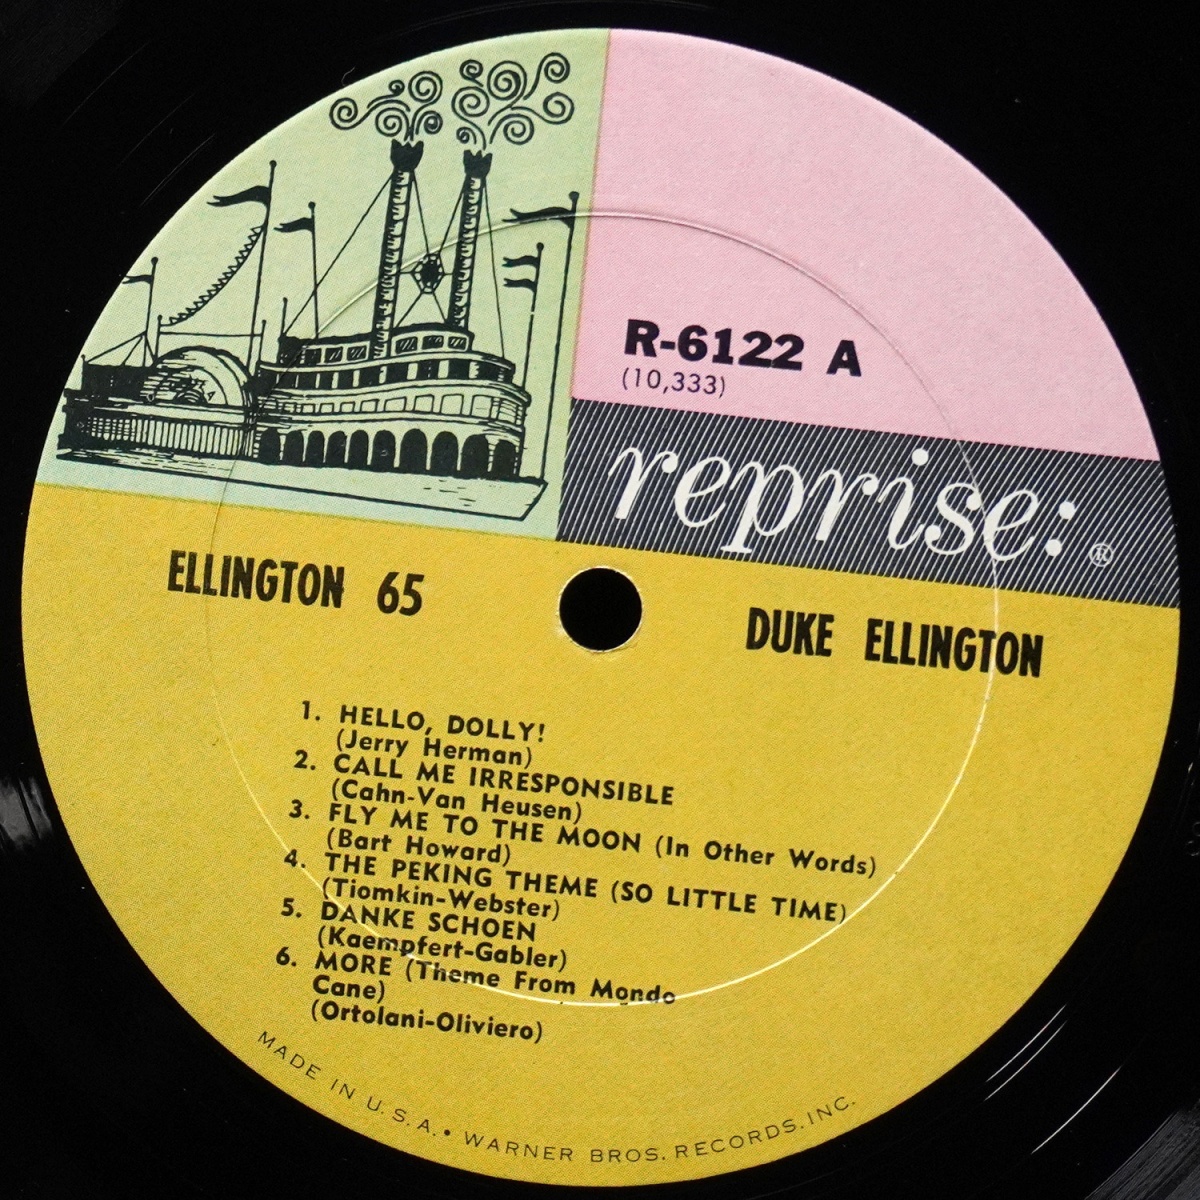 R-6122 A
(10,333)
reprise:®
ELLINGTON 65
DUKE ELLINGTON
1. HELLO, DOLLY!
(Jerry Herman)
2. CALL ME IRRESPONSIBLE
(Cahn-Van Heusen)
3. FLY ME TO THE MOON (In Other Words)
(Bart Howard)
4. THE PEKING THEME (SO LITTLE TIME)
(Tiomkin-Webster)
5. DANKE SCHOEN
(Kaempfert-Gabler)
6. MORE (Theme From Mondo
Cane)
(Ortolani-Oliviero)
MADE IN U.S.A. • WARNER BROS. RECORDS, INC.